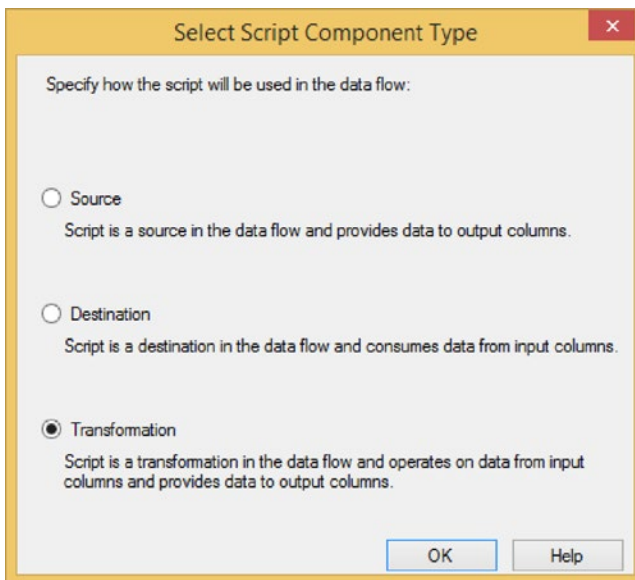 Select Script Component Type
Specify how the script will be used in the data flow:
Source
Script is a source in the data flow and provides data to output columns.
Destination
Script is a destination in the data flow and consumes data from input columns.
Transformation
Script is a transformation in the data flow and operates on data from input
columns and provides data to output columns.
OK Help